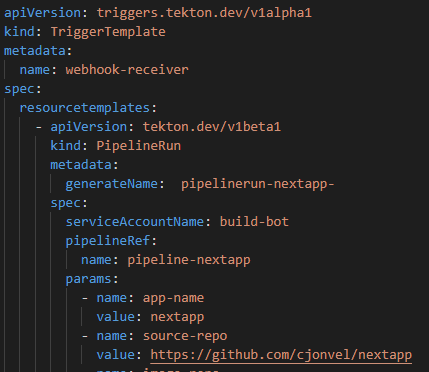 apiVersion: triggers.tekton.dev/v1alpha1
kind: TriggerTemplate
metadata:
  name: webhook-receiver
spec:
  resourcetemplates:
    - apiVersion: tekton.dev/v1beta1
      kind: PipelineRun
      metadata:
        generateName:  pipelinerun-nextapp-
      spec:
        serviceAccountName: build-bot
        pipelineRef:
          name: pipeline-nextapp
        params:
          - name: app-name
            value: nextapp
          - name: source-repo
            value: https://github.com/cjonvel/nextapp